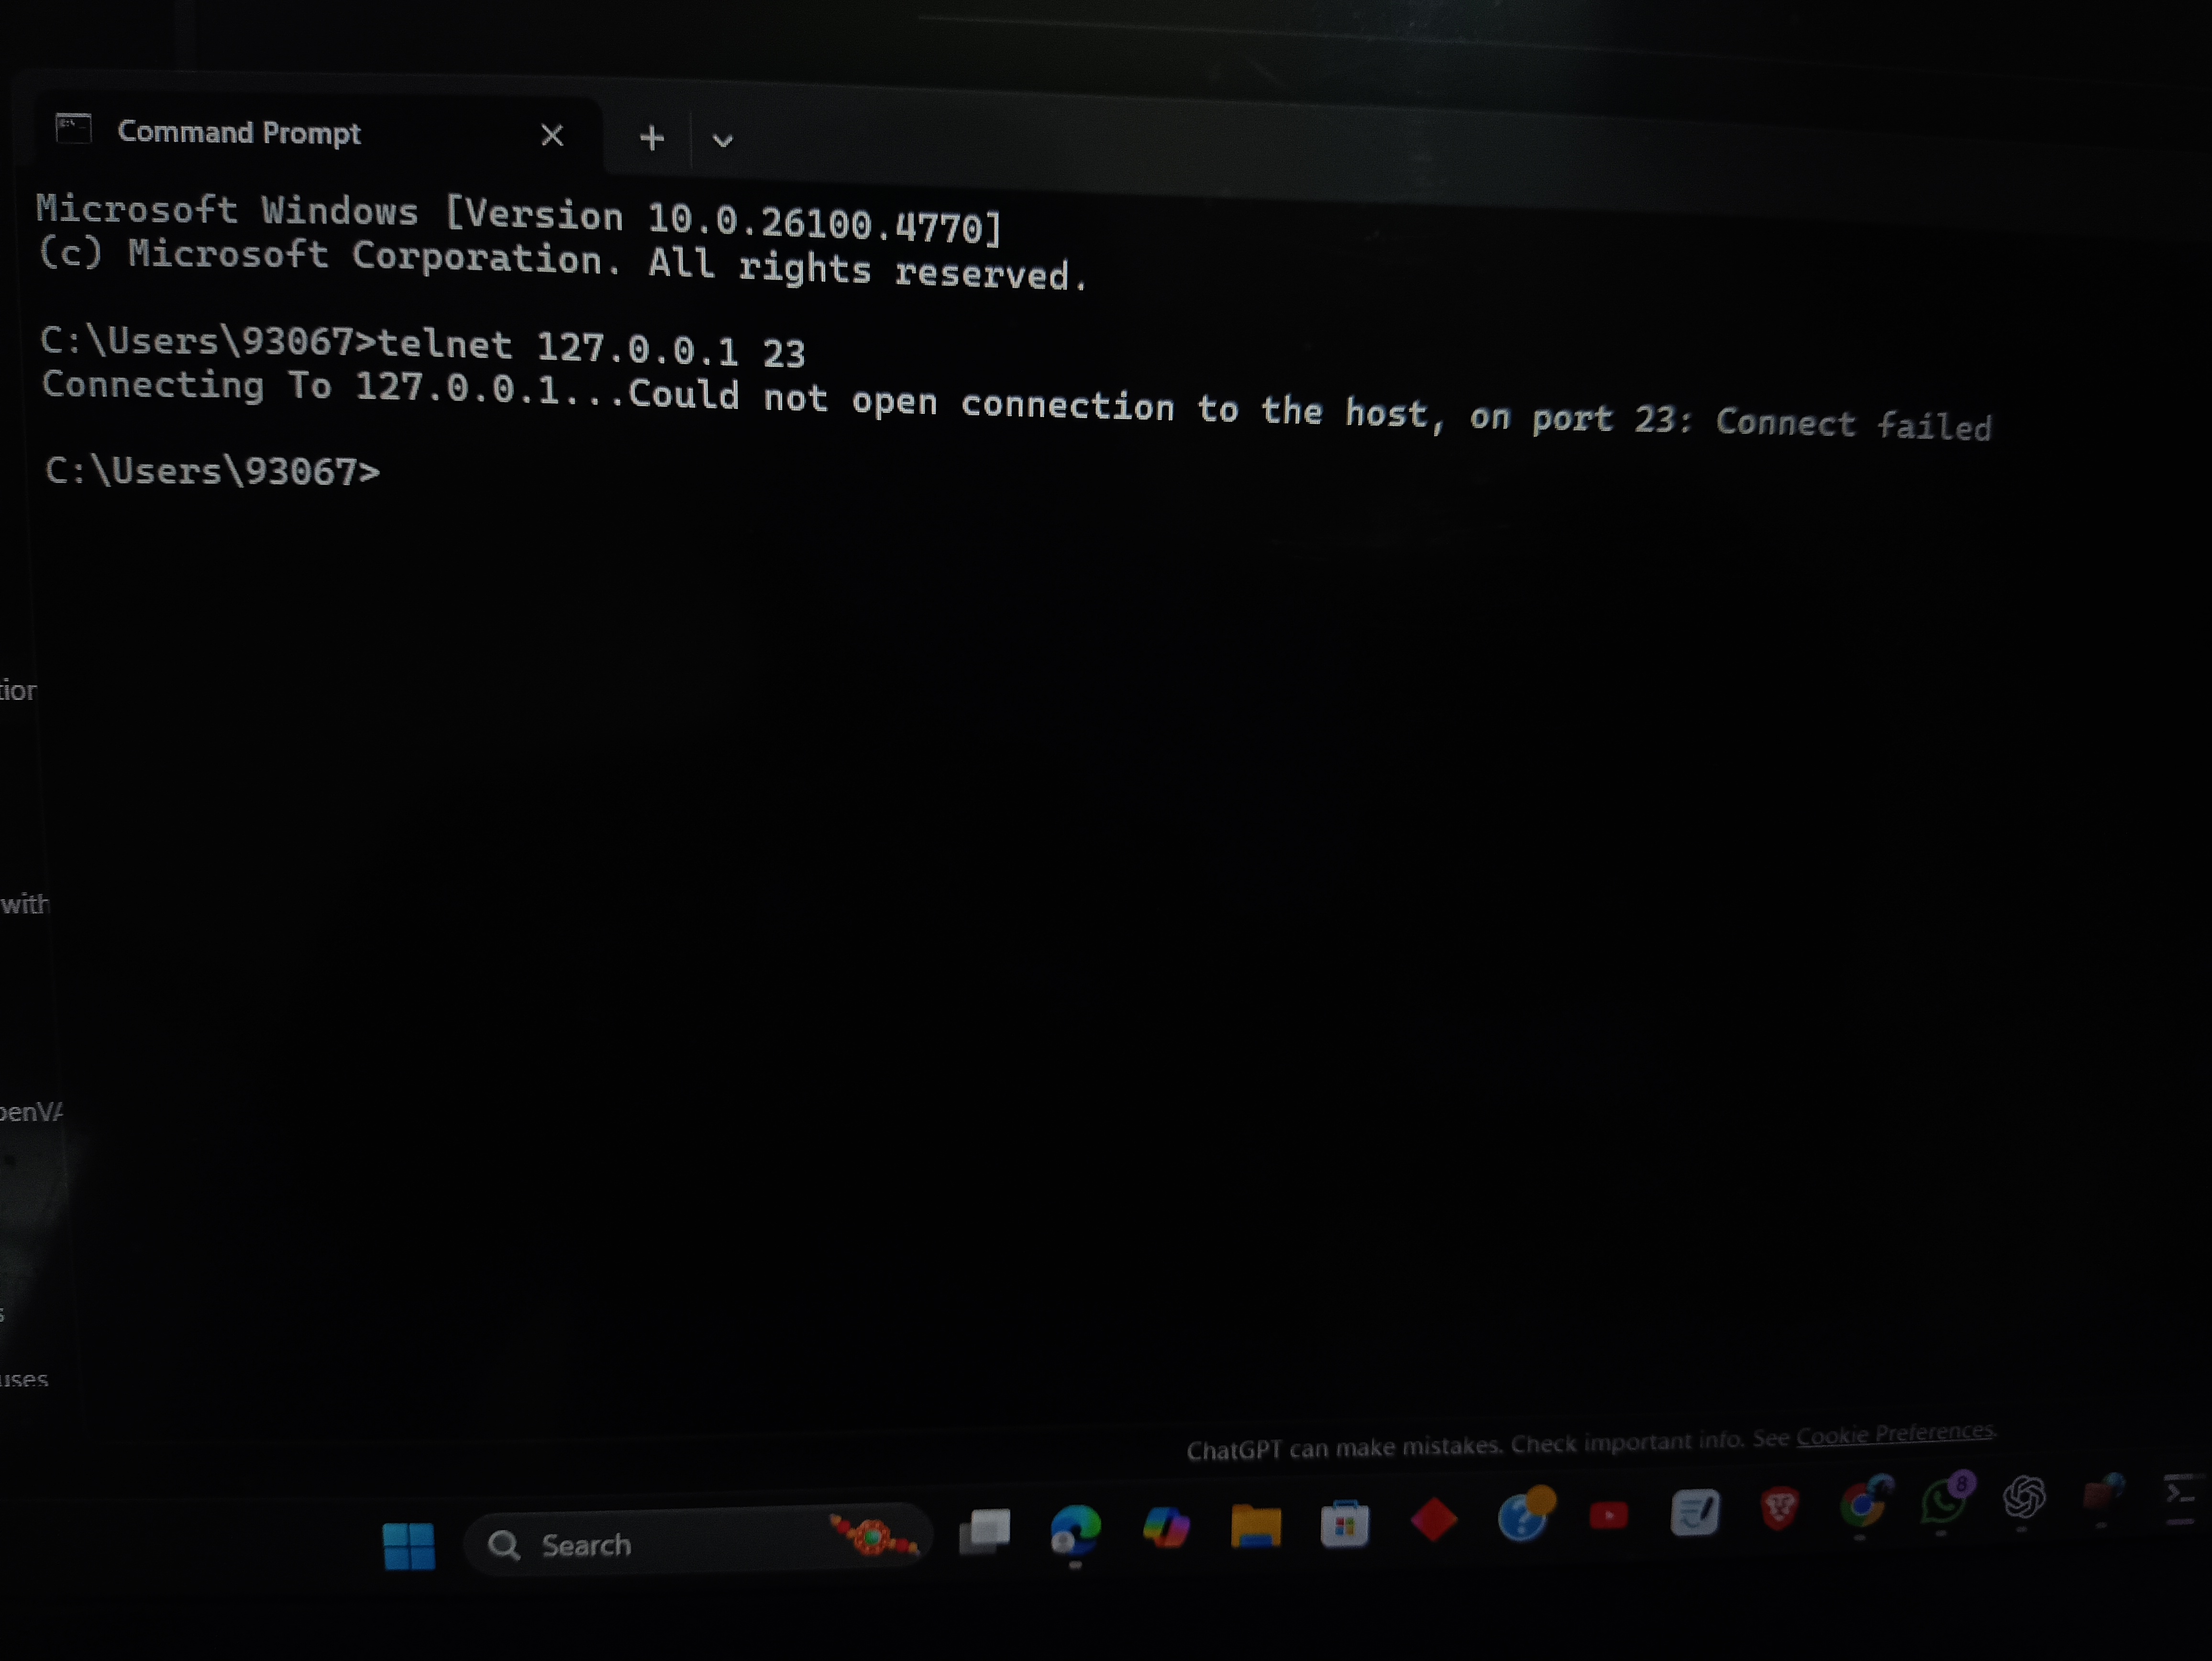 Command Prompt
Microsoft Windows [Version 10.0.26100.4770]
(c) Microsoft Corporation. All rights reserved.
C:\Users\93067>telnet 127.0.0.1 23
Connecting To 127.0.0.1...Could not open connection to the host, on port 23: Connect failed
C:\Users\93067>
tion
with
penVA
s
uses
ChatGPT can make mistakes. Check important info. See Cookie Preferences.
Search
8